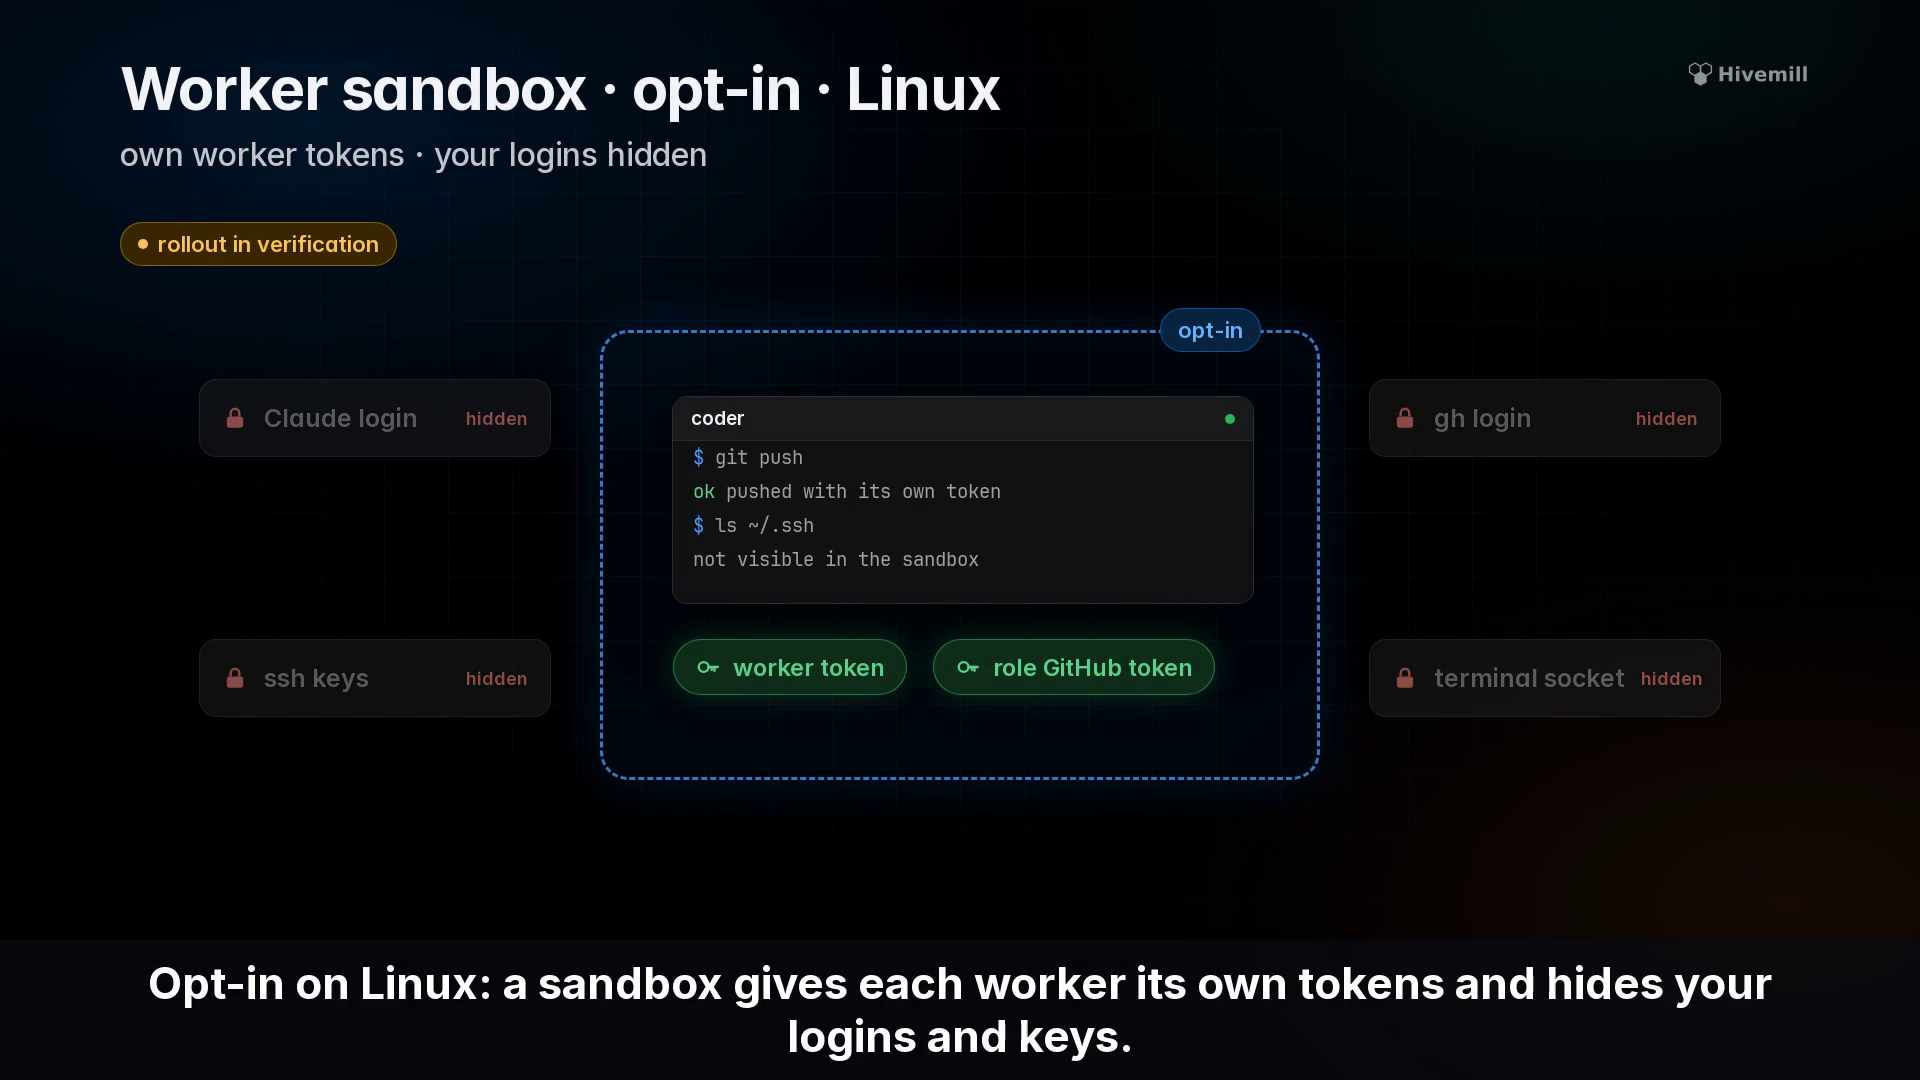 Worker sandbox · opt-in · Linux
Hivemill
own worker tokens · your logins hidden
rollout in verification
opt-in
Claude login hidden
coder
$ git push
ok pushed with its own token
$ ls ~/.ssh
not visible in the sandbox
gh login hidden
ssh keys hidden
worker token
role GitHub token
terminal socket hidden
Opt-in on Linux: a sandbox gives each worker its own tokens and hides your
logins and keys.